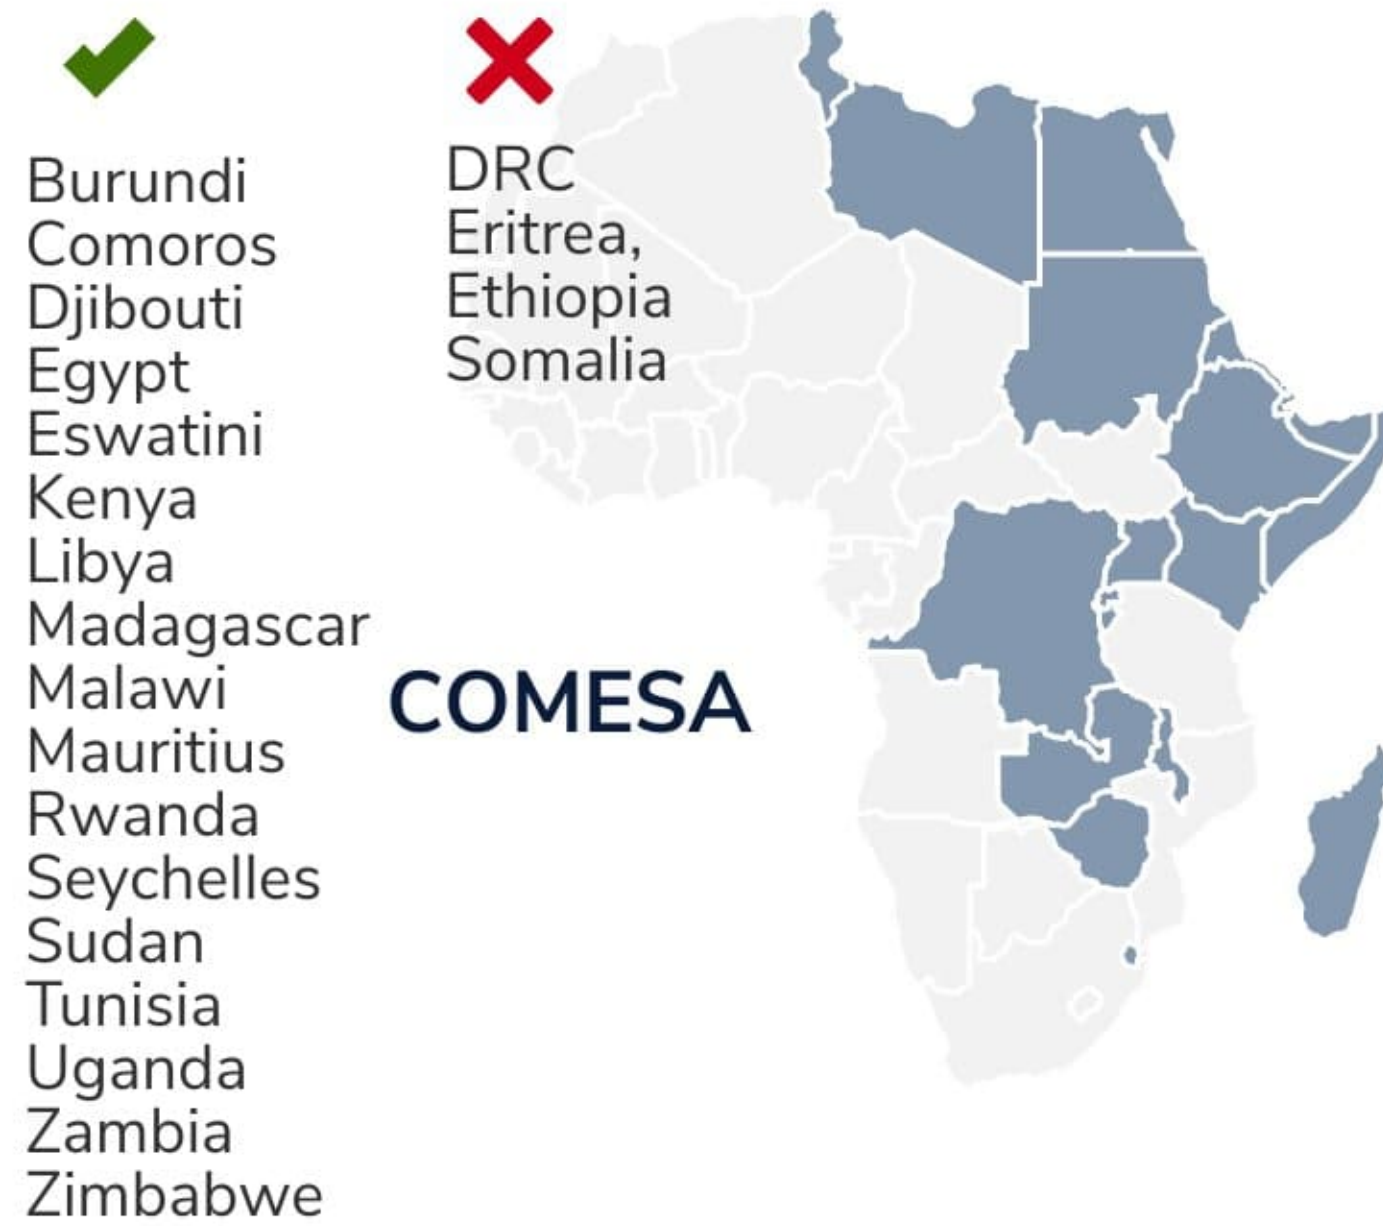 Burundi
Comoros
Djibouti
Egypt
Eswatini
Kenya
Libya
Madagascar
Malawi
Mauritius
Rwanda
Seychelles
Sudan
Tunisia
Uganda
Zambia
Zimbabwe
DRC
Eritrea,
Ethiopia
Somalia
COMESA